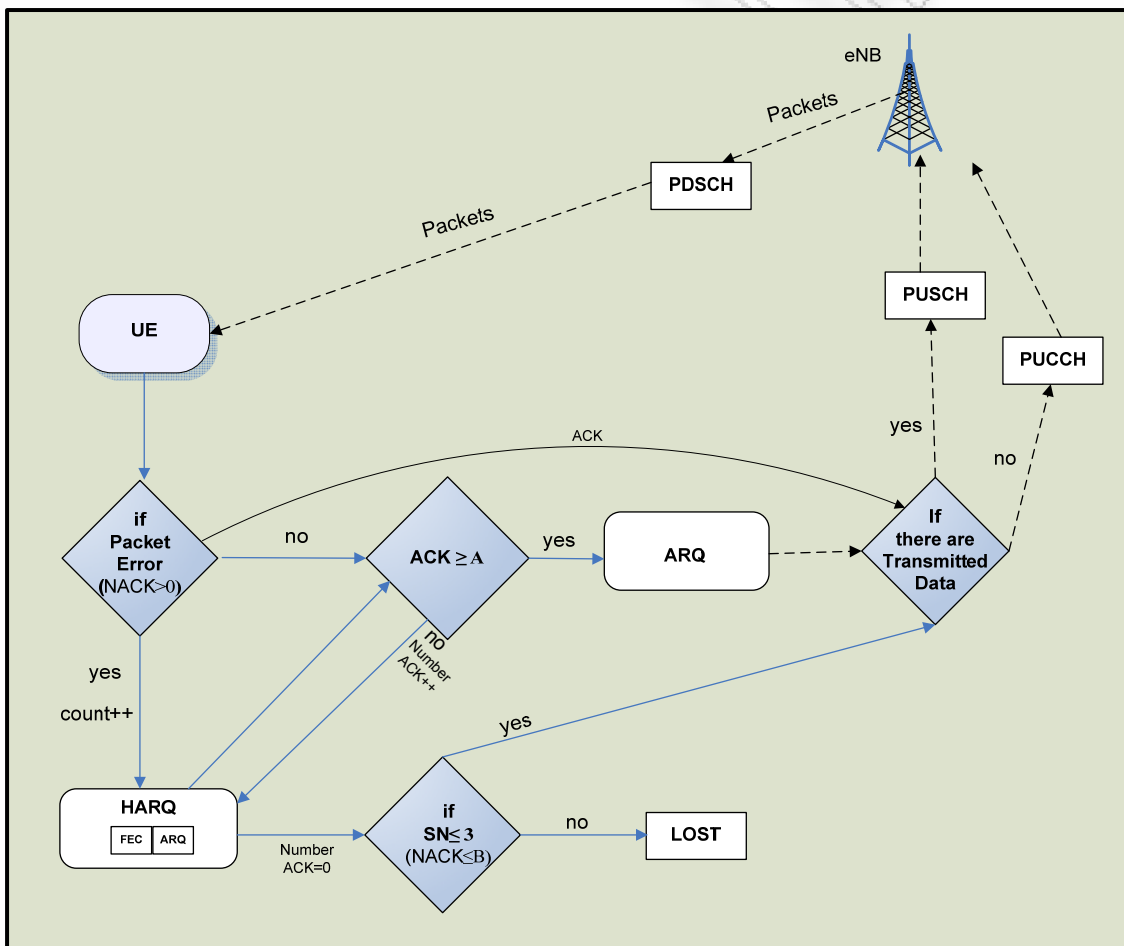 eNB
Packets
PDSCH
Packets
PUSCH
UE
PUCCH
yes
ACK
no
if
Packet
Error
(NACK>0)
no
ACK ≥ A
yes
ARQ
If
there are
Transmitted
Data
no
Number
ACK++
yes
count++
yes
HARQ
FEC
ARQ
Number
ACK=0
if
SN≤ 3
(NACK≤B)
no
LOST